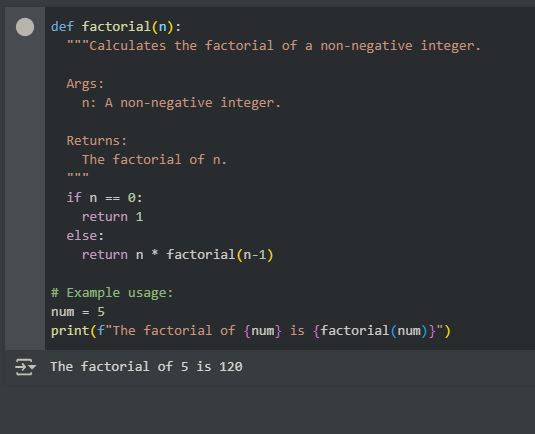 def factorial(n):
  """Calculates the factorial of a non-negative integer.

  Args:
    n: A non-negative integer.

  Returns:
    The factorial of n.
  """
  if n == 0:
    return 1
  else:
    return n * factorial(n-1)

# Example usage:
num = 5
print(f"The factorial of {num} is {factorial(num)}")
The factorial of 5 is 120